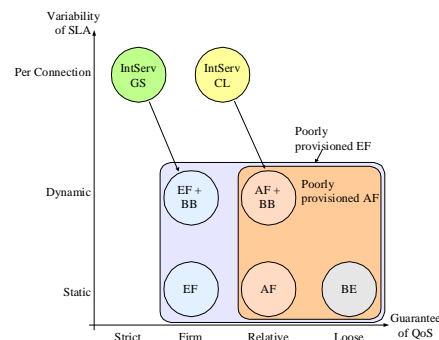 Variability
of SLA
Per Connection
IntServ
GS
IntServ
CL
Poorly
provisioned EF
Dynamic
EF +
BB
AF +
BB
Poorly
provisioned AF
Static
EF
AF
BE
Guarantee
of QoS
Strict
Firm
Relative
Loose